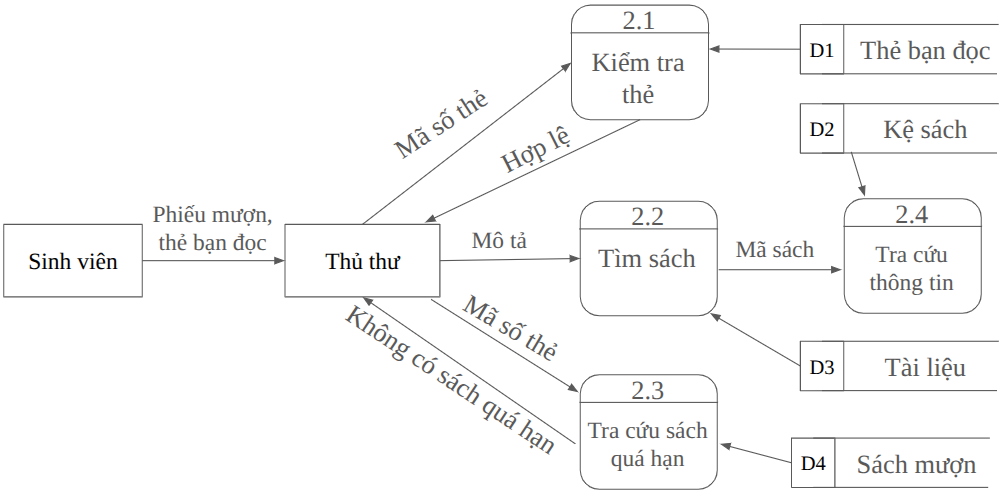 2.1
Kiểm tra
thẻ
D1 Thẻ bạn đọc
D2 Kệ sách
Mã số thẻ
Hợp lệ
Phiếu mượn,
thẻ bạn đọc
Sinh viên
Thủ thư
Mô tả
2.2
Tìm sách
Mã sách
2.4
Tra cứu
thông tin
Mã số thẻ
Không có sách quá hạn
D3 Tài liệu
2.3
Tra cứu sách
quá hạn
D4 Sách mượn